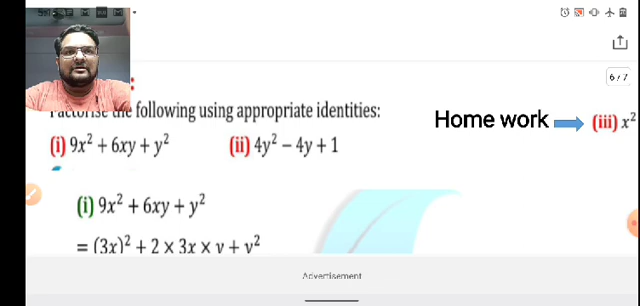 6 / 7
Factorise the following using appropriate identities:
(i) 9x² + 6xy + y²
(ii) 4y² − 4y + 1
Home work
(iii) x²
(i) 9x² + 6xy + y²
= (3x)² + 2 × 3x × y + y²
Advertisement